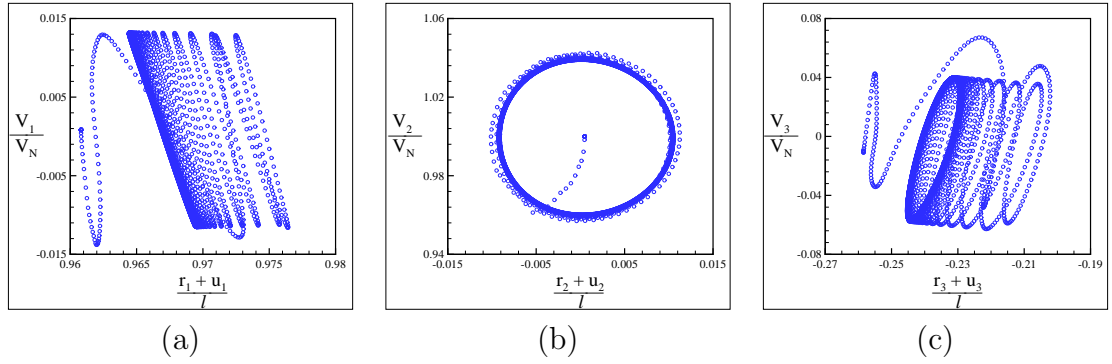 0.015
0.005
-0.005
-0.015
V₁
V_N
0.96
0.965
0.97
0.975
0.98
r₁ + u₁
l
(a)
1.06
1.02
0.98
0.94
V₂
V_N
-0.015
-0.005
0.005
0.015
r₂ + u₂
l
(b)
0.08
0.04
0
-0.04
-0.08
V₃
V_N
-0.27
-0.25
-0.23
-0.21
-0.19
r₃ + u₃
l
(c)